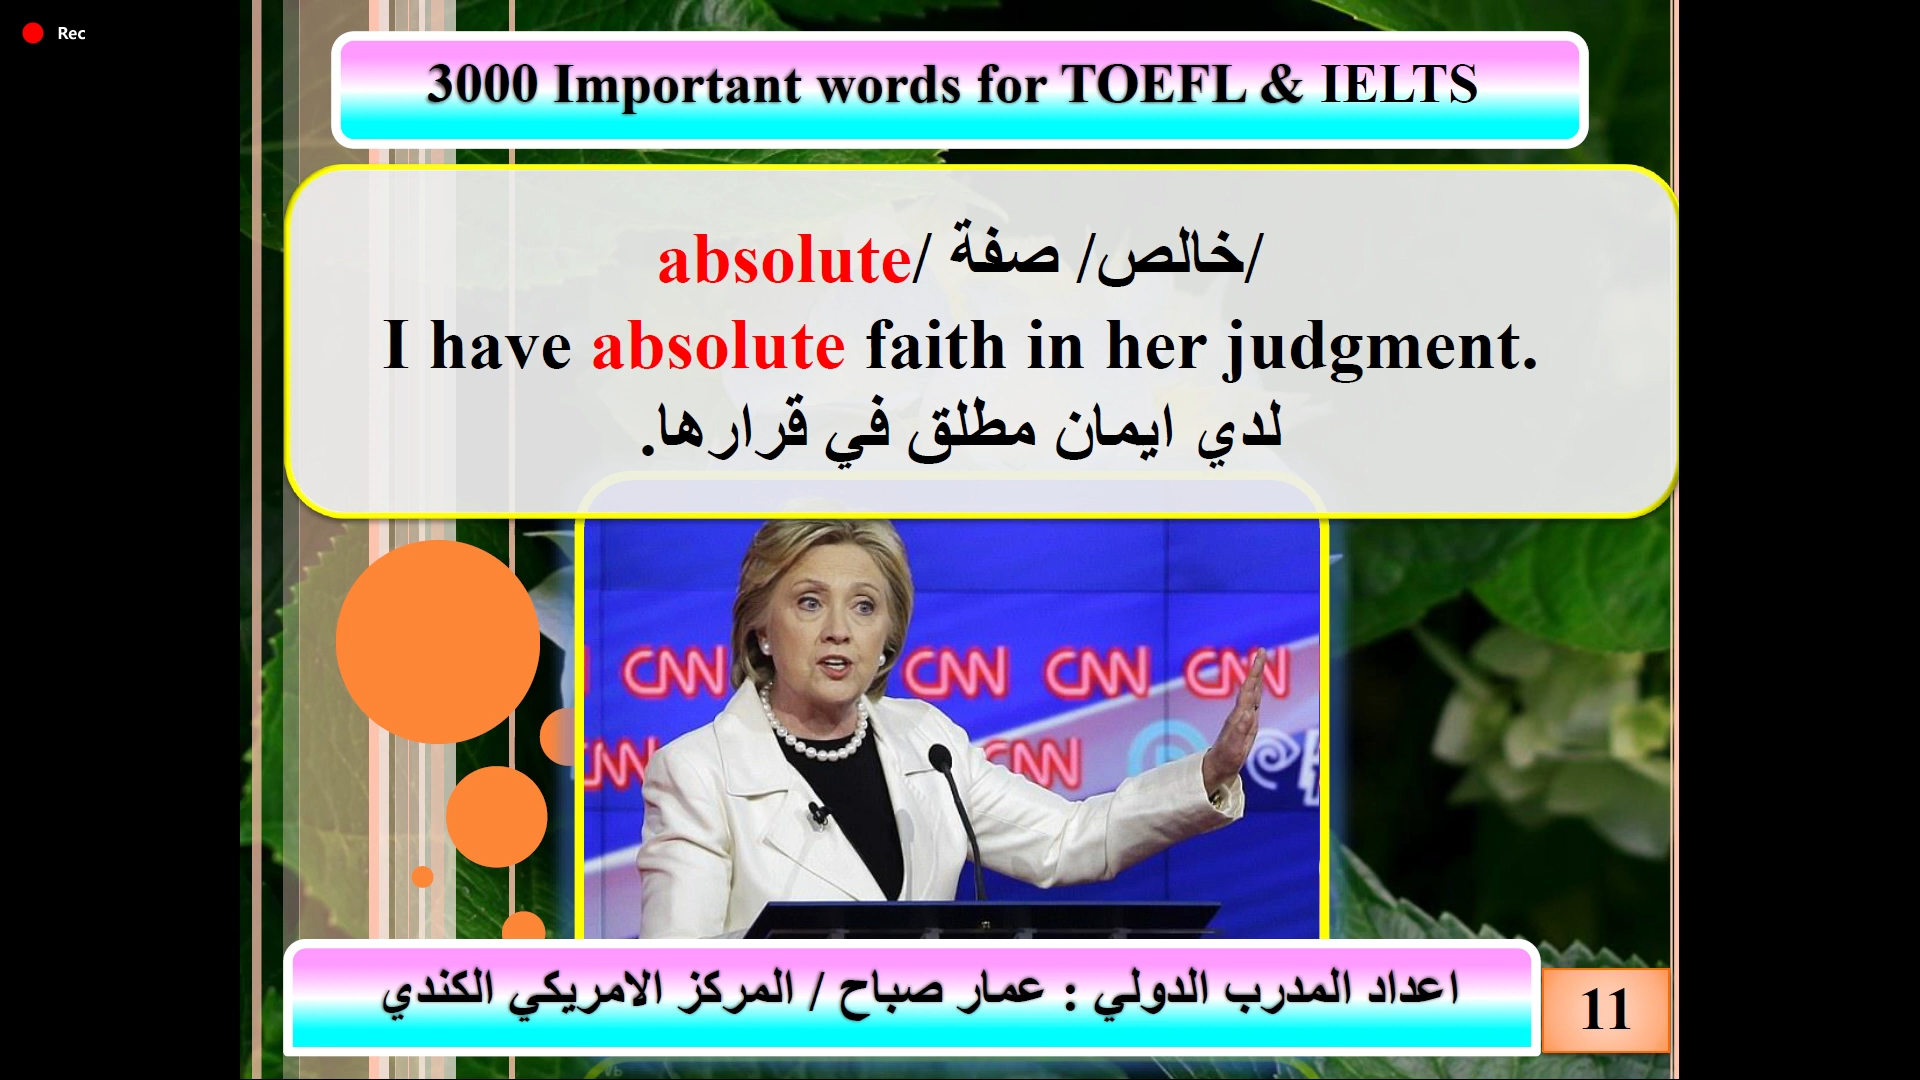 Rec
3000 Important words for TOEFL & IELTS
absolute/ خالص/ صفة/
I have absolute faith in her judgment.
لدي ايمان مطلق في قرارها.
CNN CNN CNN CNN
CNN CNN
اعداد المدرب الدولي : عمار صباح / المركز الامريكي الكندي
11